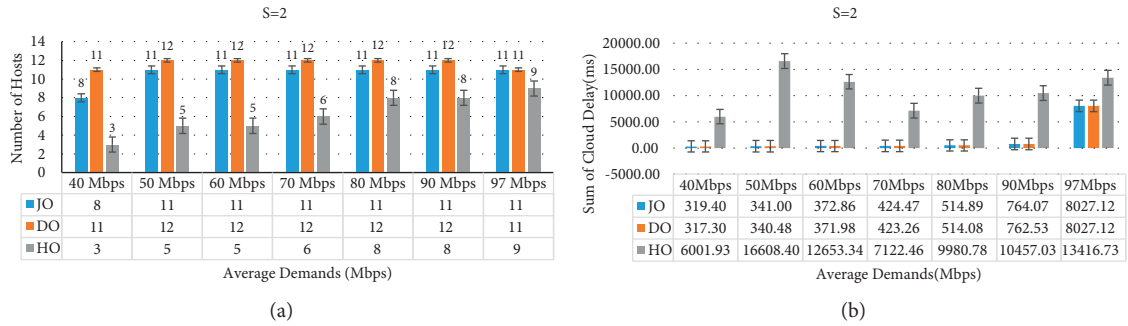 S=2
Number of Hosts
14
12
10
8
6
4
2
0
8 11 3
11 12 5
11 12 5
11 12 6
11 12 8
11 12 8
11 11 9
40 Mbps 50 Mbps 60 Mbps 70 Mbps 80 Mbps 90 Mbps 97 Mbps
JO 8 11 11 11 11 11 11
DO 11 12 12 12 12 12 11
HO 3 5 5 6 8 8 9
Average Demands (Mbps)
(a)
S=2
Sum of Cloud Delay(ms)
20000.00
15000.00
10000.00
5000.00
0.00
-5000.00
40Mbps 50Mbps 60Mbps 70Mbps 80Mbps 90Mbps 97Mbps
JO 319.40 341.00 372.86 424.47 514.89 764.07 8027.12
DO 317.30 340.48 371.98 423.26 514.08 762.53 8027.12
HO 6001.93 16608.40 12653.34 7122.46 9980.78 10457.03 13416.73
Average Demands(Mbps)
(b)